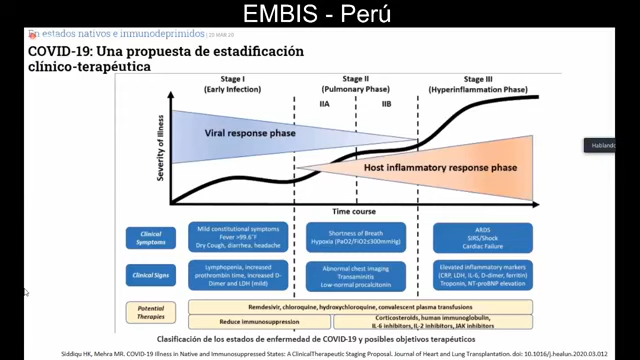 EMBIS - Perú
En estados nativos e inmunodeprimidos | 25 MAR 20
COVID-19: Una propuesta de estadificación
clínico-terapéutica
Stage I
(Early Infection)
Stage II
(Pulmonary Phase)
IIA
IIB
Stage III
(Hyperinflammation Phase)
Severity of Illness
Viral response phase
Host inflammatory response phase
Hablando
Time course
Clinical
Symptoms
Mild constitutional symptoms
Fever >99.6°F
Dry Cough, diarrhea, headache
Shortness of Breath
Hypoxia (PaO2/FiO2≤300mmHg)
ARDS
SIRS/Shock
Cardiac Failure
Clinical Signs
Lymphopenia, increased
prothrombin time, increased D-
Dimer and LDH (mild)
Abnormal chest imaging
Transaminitis
Low-normal procalcitonin
Elevated inflammatory markers
(CRP, LDH, IL-6, D-dimer, ferritin)
Troponin, NT-proBNP elevation
Potential
Therapies
Remdesivir, chloroquine, hydroxychloroquine, convalescent plasma transfusions
Reduce immunosuppression
Corticosteroids, human immunoglobulin,
IL-6 inhibitors, IL-2 inhibitors, JAK inhibitors
Clasificación de los estados de enfermedad de COVID-19 y posibles objetivos terapéuticos
Siddiqu HK, Mehra MR. COVID-19 Illness in Native and Immunosuppressed States: A ClinicalTherapeutic Staging Proposal. Journal of Heart and Lung Transplantation. doi: 10.1016/j.healun.2020.03.012